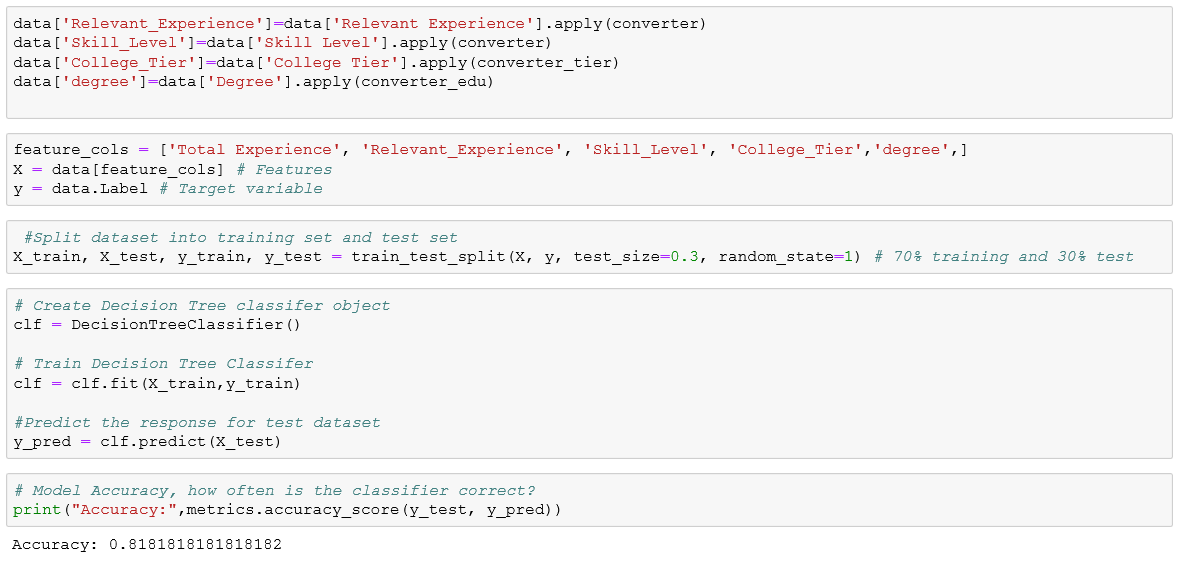 data['Relevant_Experience']=data['Relevant Experience'].apply(converter)
data['Skill_Level']=data['Skill Level'].apply(converter)
data['College_Tier']=data['College Tier'].apply(converter_tier)
data['degree']=data['Degree'].apply(converter_edu)
feature_cols = ['Total Experience', 'Relevant_Experience', 'Skill_Level', 'College_Tier','degree',]
X = data[feature_cols] # Features
y = data.Label # Target variable
#Split dataset into training set and test set
X_train, X_test, y_train, y_test = train_test_split(X, y, test_size=0.3, random_state=1) # 70% training and 30% test
# Create Decision Tree classifer object
clf = DecisionTreeClassifier()
# Train Decision Tree Classifer
clf = clf.fit(X_train,y_train)
#Predict the response for test dataset
y_pred = clf.predict(X_test)
# Model Accuracy, how often is the classifier correct?
print("Accuracy:",metrics.accuracy_score(y_test, y_pred))
Accuracy: 0.8181818181818182